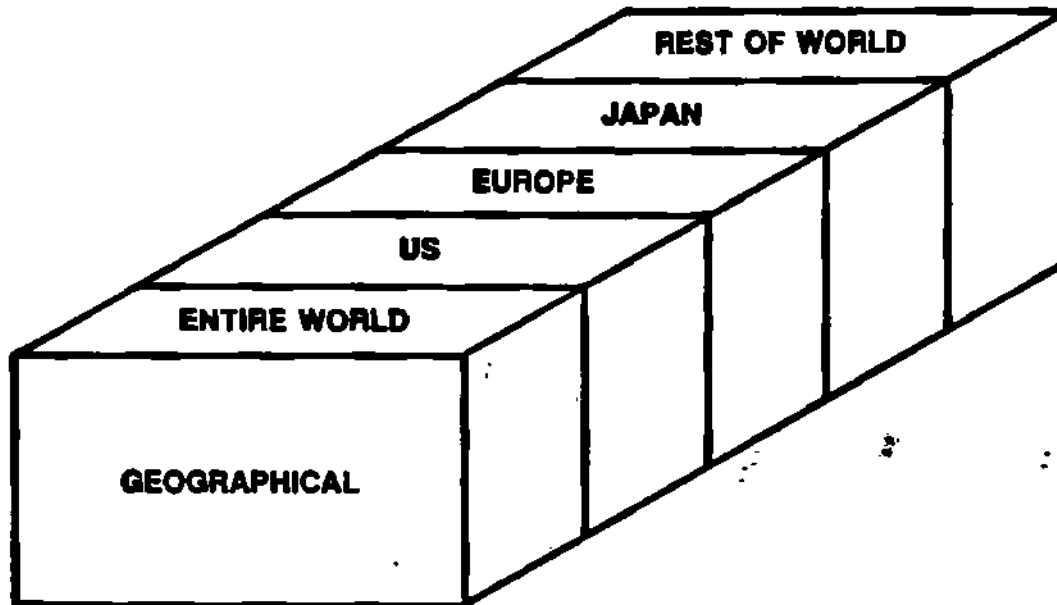 REST OF WORLD
JAPAN
EUROPE
US
ENTIRE WORLD
GEOGRAPHICAL